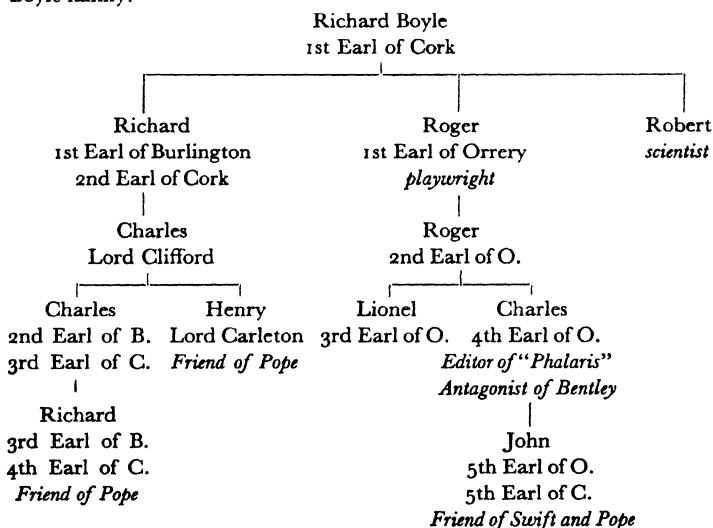 Richard Boyle
1st Earl of Cork
Richard
1st Earl of Burlington
2nd Earl of Cork
Roger
1st Earl of Orrery
playwright
Robert
scientist
Charles
Lord Clifford
Roger
2nd Earl of O.
Charles
2nd Earl of B.
3rd Earl of C.
Henry
Lord Carleton
Friend of Pope
Lionel
3rd Earl of O.
Charles
4th Earl of O.
Editor of "Phalaris"
Antagonist of Bentley
Richard
3rd Earl of B.
4th Earl of C.
Friend of Pope
John
5th Earl of O.
5th Earl of C.
Friend of Swift and Pope